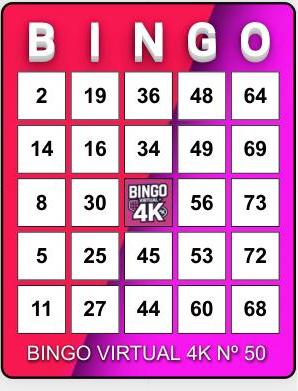 B I N G O
2 19 36 48 64
14 16 34 49 69
8 30 BINGO VIRTUAL 4K 56 73
5 25 45 53 72
11 27 44 60 68
BINGO VIRTUAL 4K Nº 50